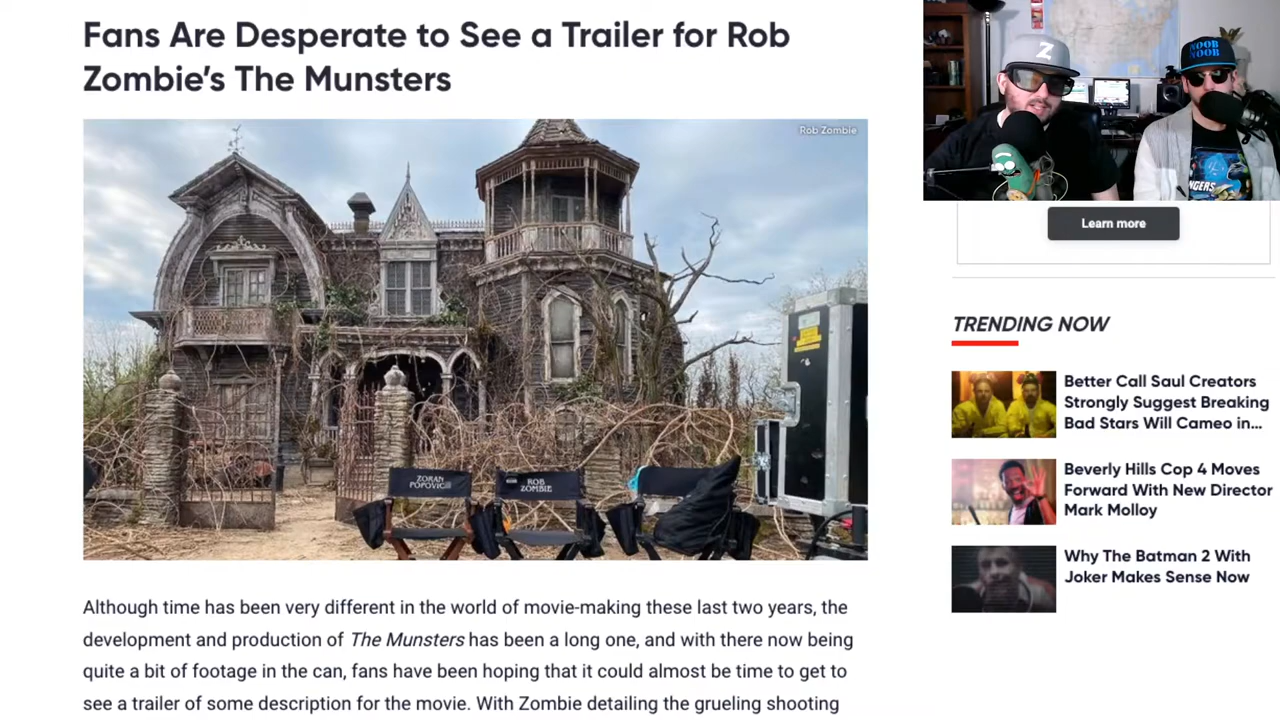 Fans Are Desperate to See a Trailer for Rob
Zombie's The Munsters
Rob Zombie
ZORAN
POPOVIC
ROB
ZOMBIE
Although time has been very different in the world of movie-making these last two years, the
development and production of The Munsters has been a long one, and with there now being
quite a bit of footage in the can, fans have been hoping that it could almost be time to get to
see a trailer of some description for the movie. With Zombie detailing the grueling shooting
Z
NOOB
NOOB
Learn more
TRENDING NOW
Better Call Saul Creators
Strongly Suggest Breaking
Bad Stars Will Cameo in...
Beverly Hills Cop 4 Moves
Forward With New Director
Mark Molloy
Why The Batman 2 With
Joker Makes Sense Now